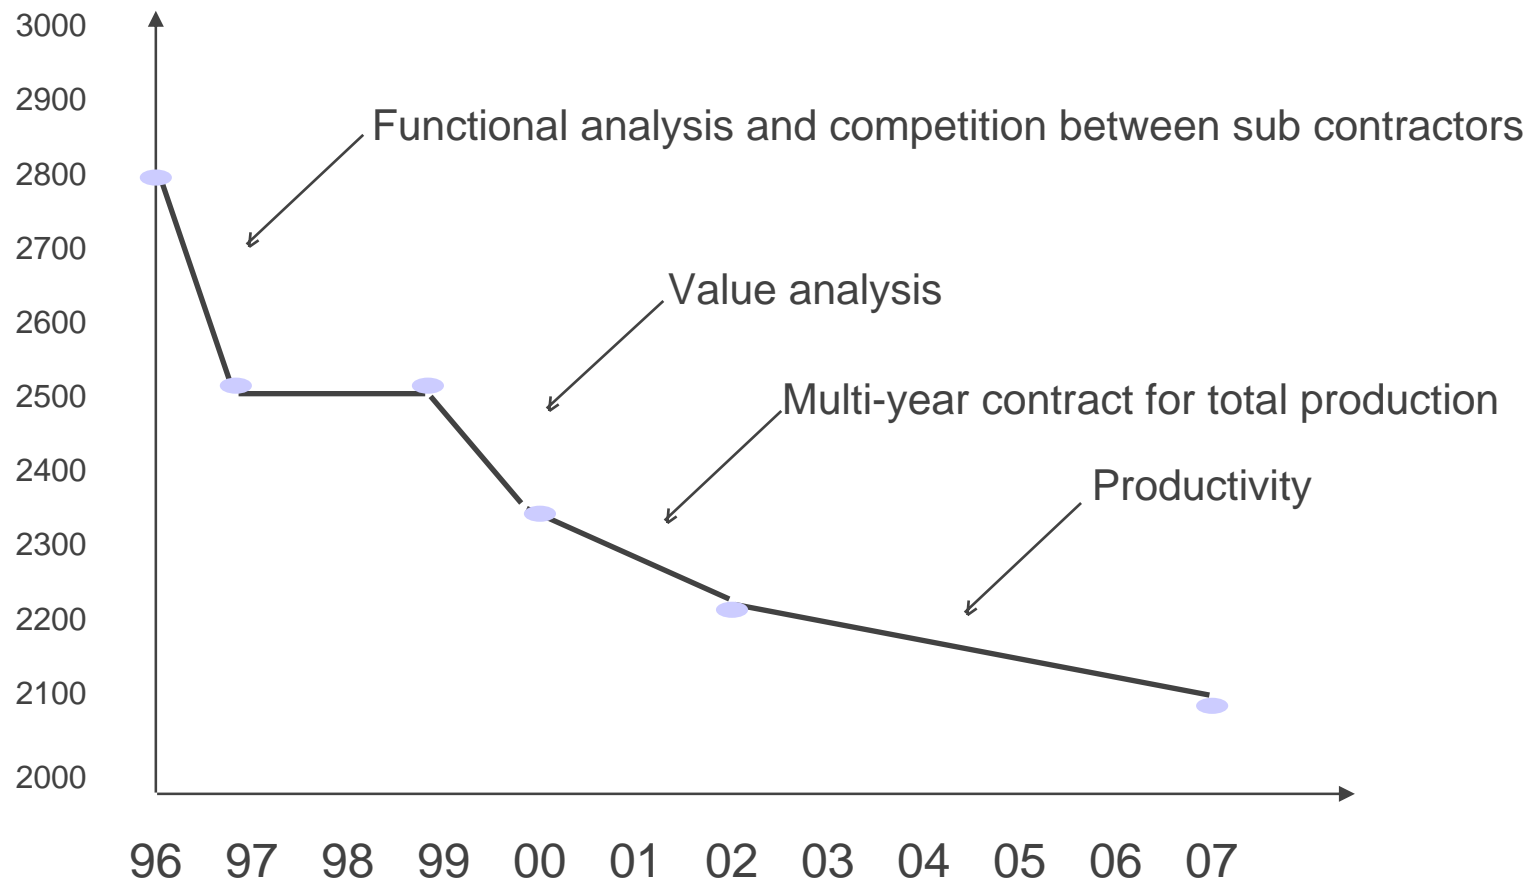 3000
2900
Functional analysis and competition between sub contractors
2800
2700
Value analysis
2600
2500
Multi-year contract for total production
2400
Productivity
2300
2200
2100
2000
96 97 98 99 00 01 02 03 04 05 06 07